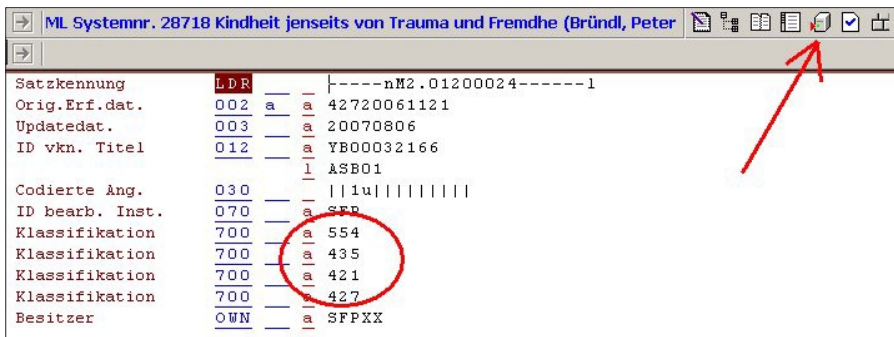 ML Systemnr. 28718 Kindheit jenseits von Trauma und Fremdhe (Bründl, Peter
Satzkennung LDR -----nM2.01200024------l
Orig.Erf.dat. 002 a a 42720061121
Updatedat. 003 a 20070806
ID vkn. Titel 012 a YB00032166
l ASB01
Codierte Ang. 030 ||1u|||||||||
ID bearb. Inst. 070 a SFP
Klassifikation 700 a 554
Klassifikation 700 a 435
Klassifikation 700 a 421
Klassifikation 700 a 427
Besitzer OWN a SFPXX